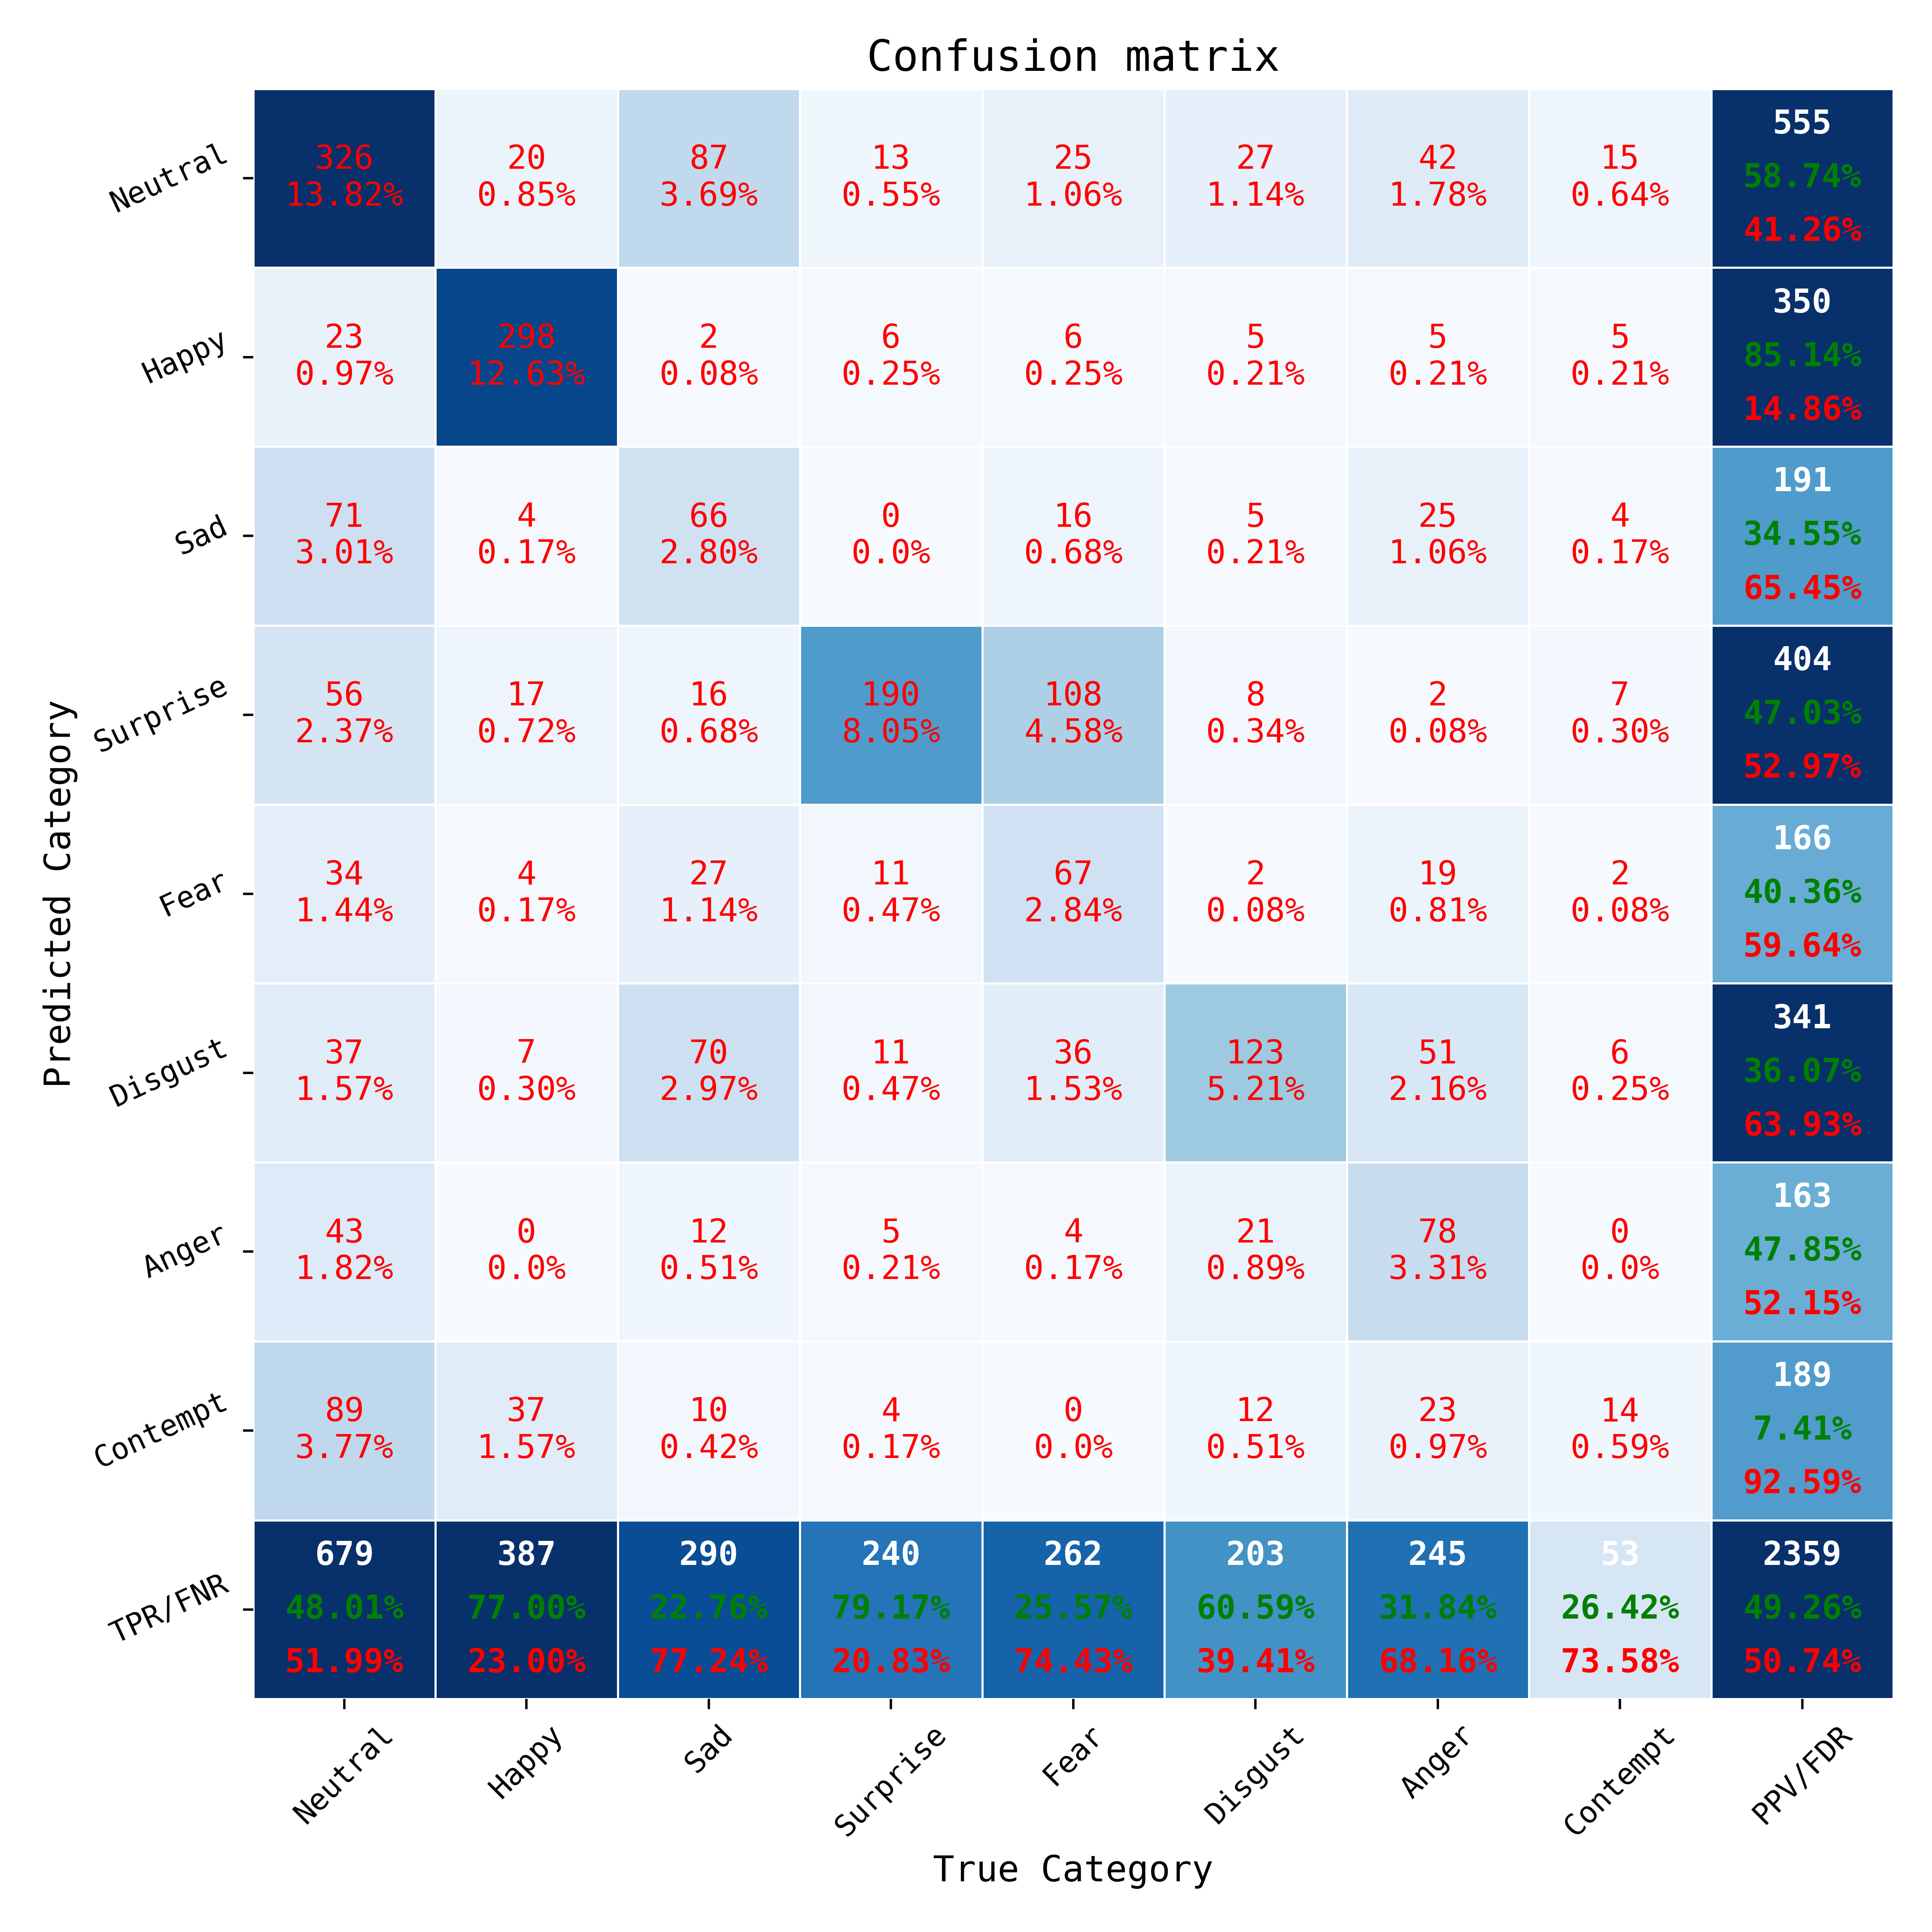 Confusion matrix
Predicted Category
Neutral
326 20 87 13 25 27 42 15 555
13.82% 0.85% 3.69% 0.55% 1.06% 1.14% 1.78% 0.64% 58.74%
41.26%
Happy
23 298 2 6 6 5 5 5 350
0.97% 12.63% 0.08% 0.25% 0.25% 0.21% 0.21% 0.21% 85.14%
14.86%
Sad
71 4 66 0 16 5 25 4 191
3.01% 0.17% 2.80% 0.0% 0.68% 0.21% 1.06% 0.17% 34.55%
65.45%
Surprise
56 17 16 190 108 8 2 7 404
2.37% 0.72% 0.68% 8.05% 4.58% 0.34% 0.08% 0.30% 47.03%
52.97%
Fear
34 4 27 11 67 2 19 2 166
1.44% 0.17% 1.14% 0.47% 2.84% 0.08% 0.81% 0.08% 40.36%
59.64%
Disgust
37 7 70 11 36 123 51 6 341
1.57% 0.30% 2.97% 0.47% 1.53% 5.21% 2.16% 0.25% 36.07%
63.93%
Anger
43 0 12 5 4 21 78 0 163
1.82% 0.0% 0.51% 0.21% 0.17% 0.89% 3.31% 0.0% 47.85%
52.15%
Contempt
89 37 10 4 0 12 23 14 189
3.77% 1.57% 0.42% 0.17% 0.0% 0.51% 0.97% 0.59% 7.41%
92.59%
TPR/FNR
679 387 290 240 262 203 245 53 2359
48.01% 77.00% 22.76% 79.17% 25.57% 60.59% 31.84% 26.42% 49.26%
51.99% 23.00% 77.24% 20.83% 74.43% 39.41% 68.16% 73.58% 50.74%
Neutral Happy Sad Surprise Fear Disgust Anger Contempt PPV/FDR
True Category